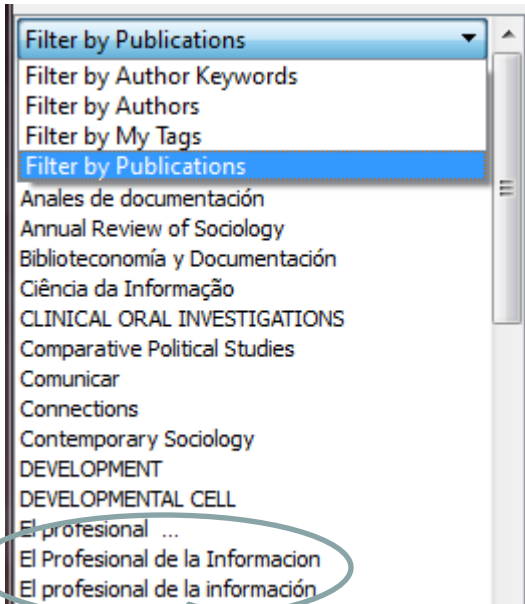 Filter by Publications
Filter by Author Keywords
Filter by Authors
Filter by My Tags
Filter by Publications
Anales de documentación
Annual Review of Sociology
Biblioteconomía y Documentación
Ciência da Informação
CLINICAL ORAL INVESTIGATIONS
Comparative Political Studies
Comunicar
Connections
Contemporary Sociology
DEVELOPMENT
DEVELOPMENTAL CELL
El profesional ...
El Profesional de la Informacion
El profesional de la información